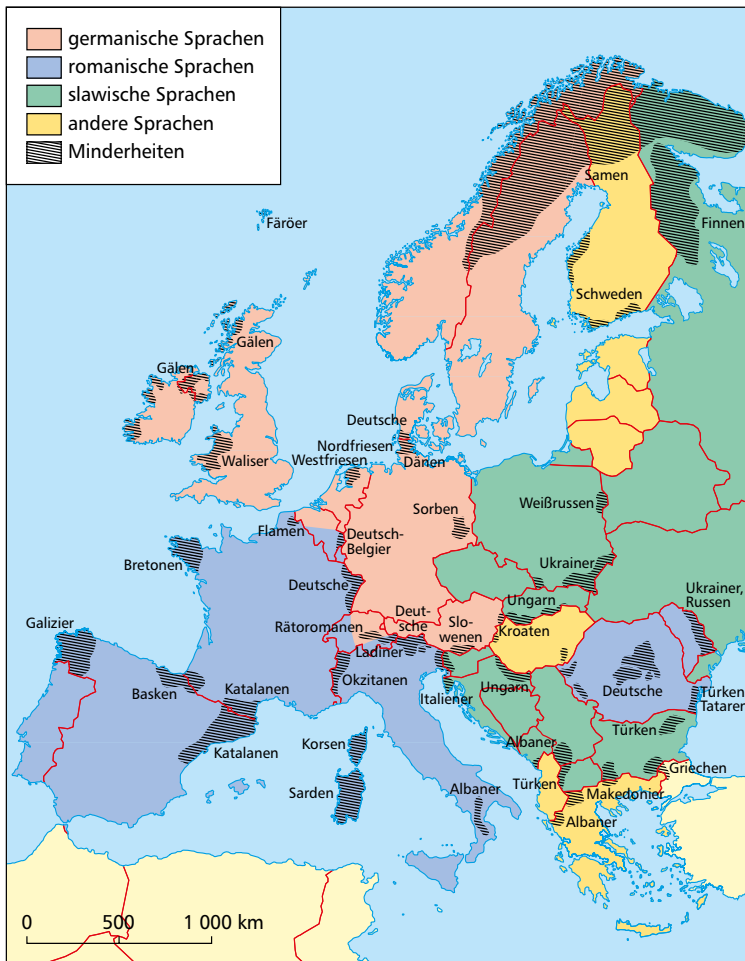 germanische Sprachen
romanische Sprachen
slawische Sprachen
andere Sprachen
Minderheiten
Samen
Färöer
Finnen
Schweden
Gälen
Gälen
Deutsche
Nordfriesen
Westfriesen
Dänen
Waliser
Sorben
Weißrussen
Flamen
Deutsch-
Belgier
Bretonen
Ukrainer
Deutsche
Ungarn
Ukrainer,
Russen
Galizier
Rätoromanen
Deut-
sche
Slo-
wenen
Kroaten
Ladiner
Okzitanen
Basken
Katalanen
Italiener
Ungarn
Deutsche
Türken
Tataren
Katalanen
Korsen
Albaner
Türken
Griechen
Sarden
Albaner
Türken
Makedonier
Albaner
0 500 1 000 km